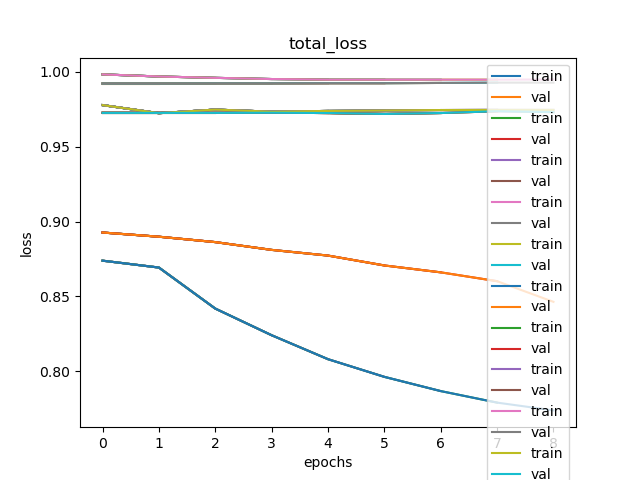 total_loss
loss
1.00
0.95
0.90
0.85
0.80
0
1
2
3
4
5
6
7
8
epochs
train
val
train
val
train
val
train
val
train
val
train
val
train
val
train
val
train
val
train
val